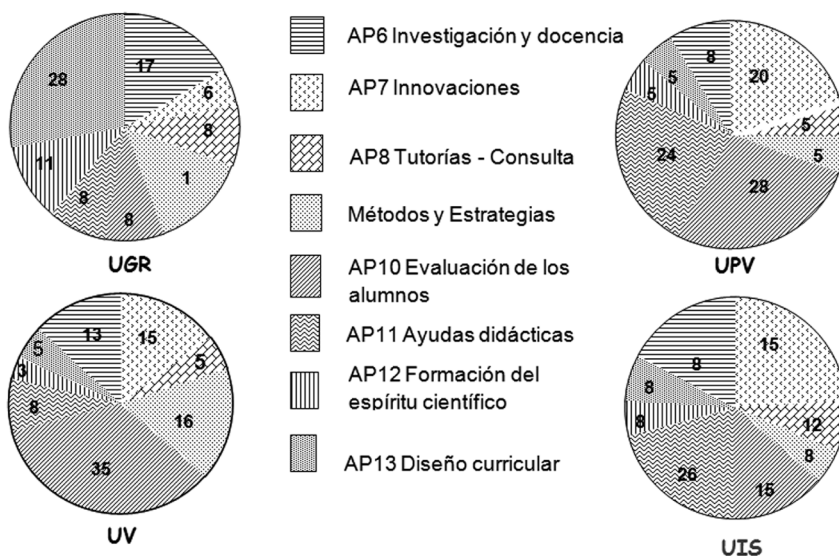 17
6
8
1
8
8
11
28
UGR
AP6 Investigación y docencia
AP7 Innovaciones
AP8 Tutorías - Consulta
Métodos y Estrategias
AP10 Evaluación de los
alumnos
AP11 Ayudas didácticas
AP12 Formación del
espíritu científico
AP13 Diseño curricular
8
20
5
5
28
24
5
5
UPV
13
15
5
16
35
8
3
5
UV
8
15
12
8
15
26
8
8
UIS